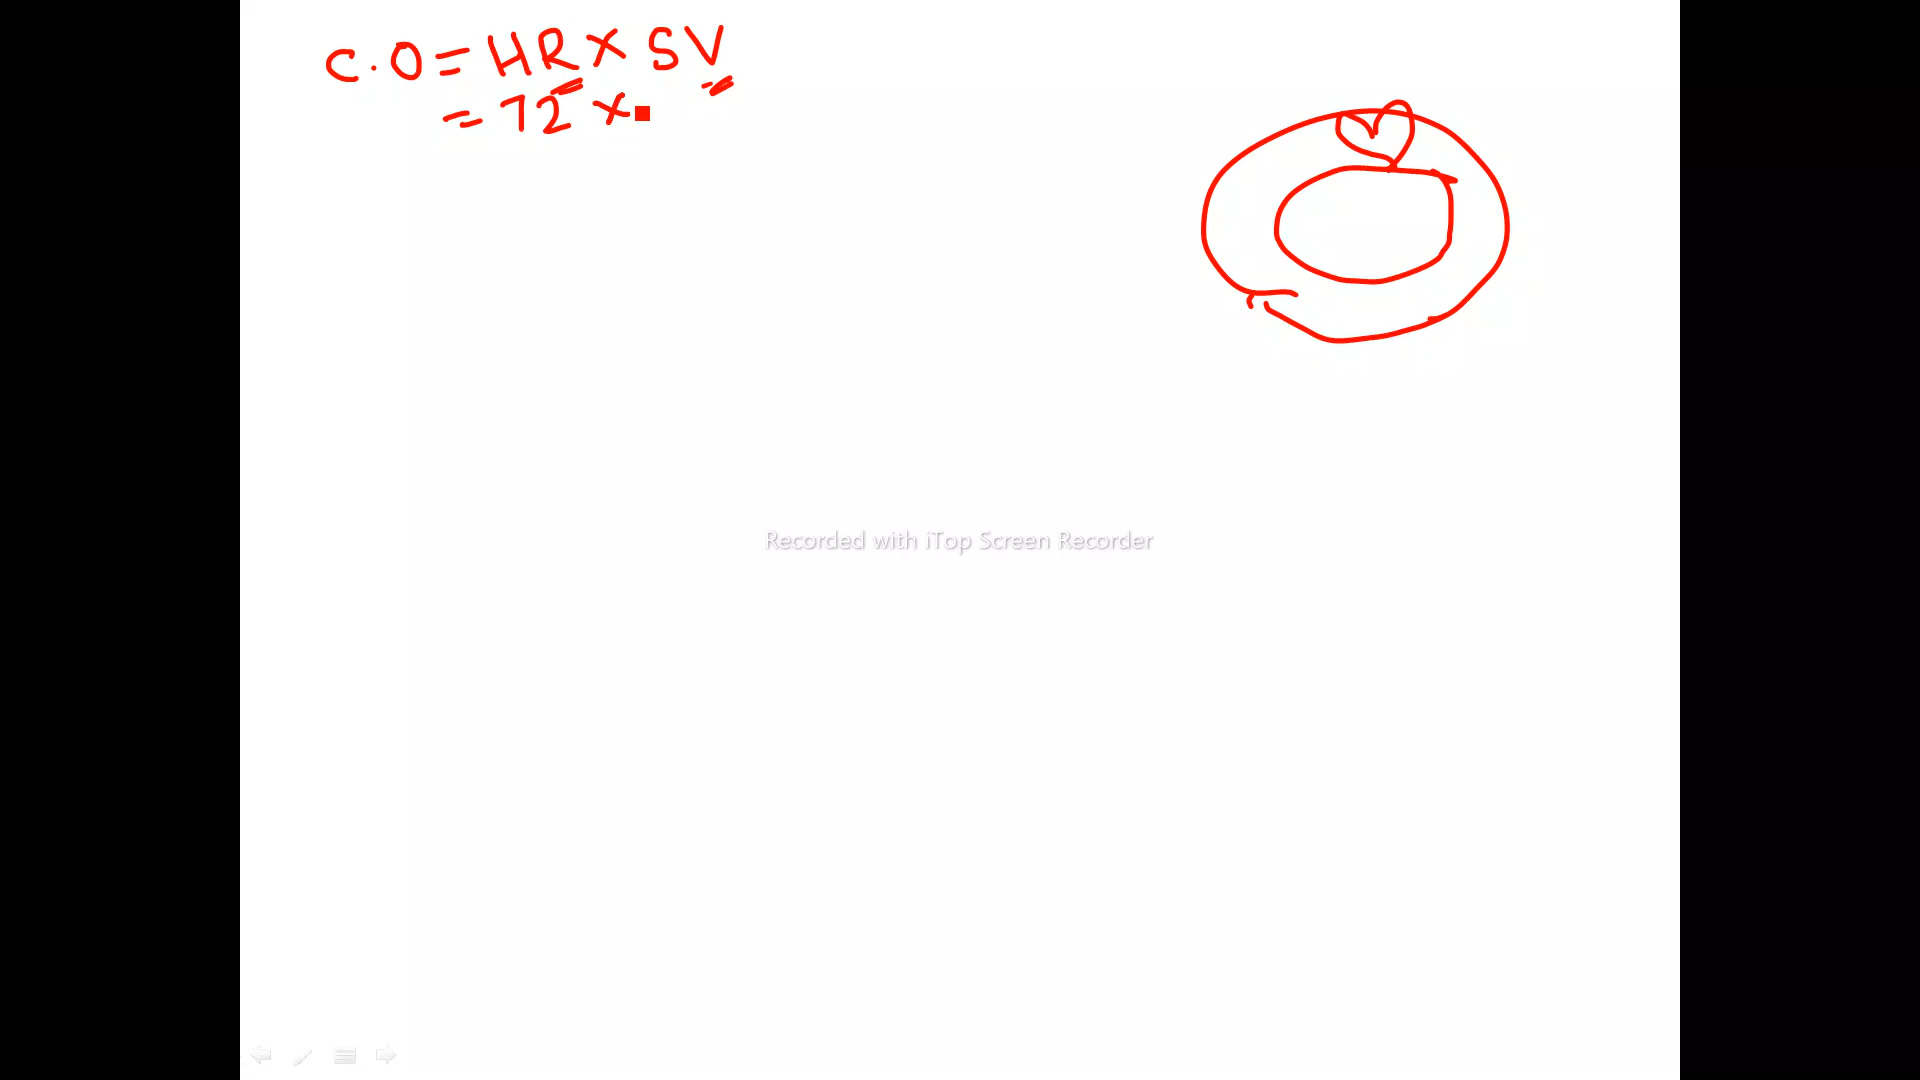 C.O = HR X SV
= 72 X
Recorded with iTop Screen Recorder